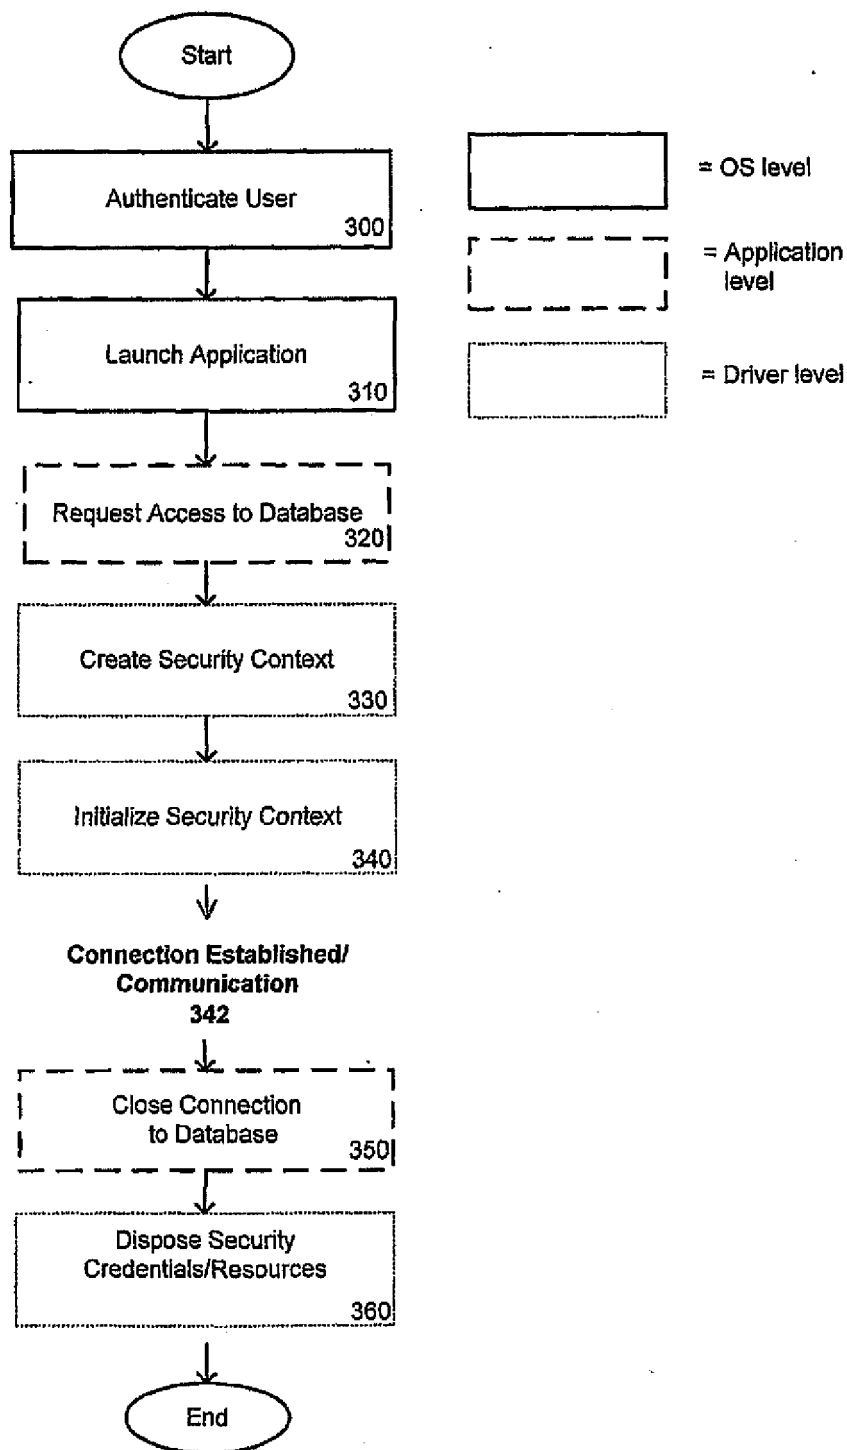 Start
Authenticate User
300
Launch Application
310
Request Access to Database
320
Create Security Context
330
Initialize Security Context
340
Connection Established/
Communication
342
Close Connection
to Database
350
Dispose Security
Credentials/Resources
360
End
= OS level
= Application
level
= Driver level